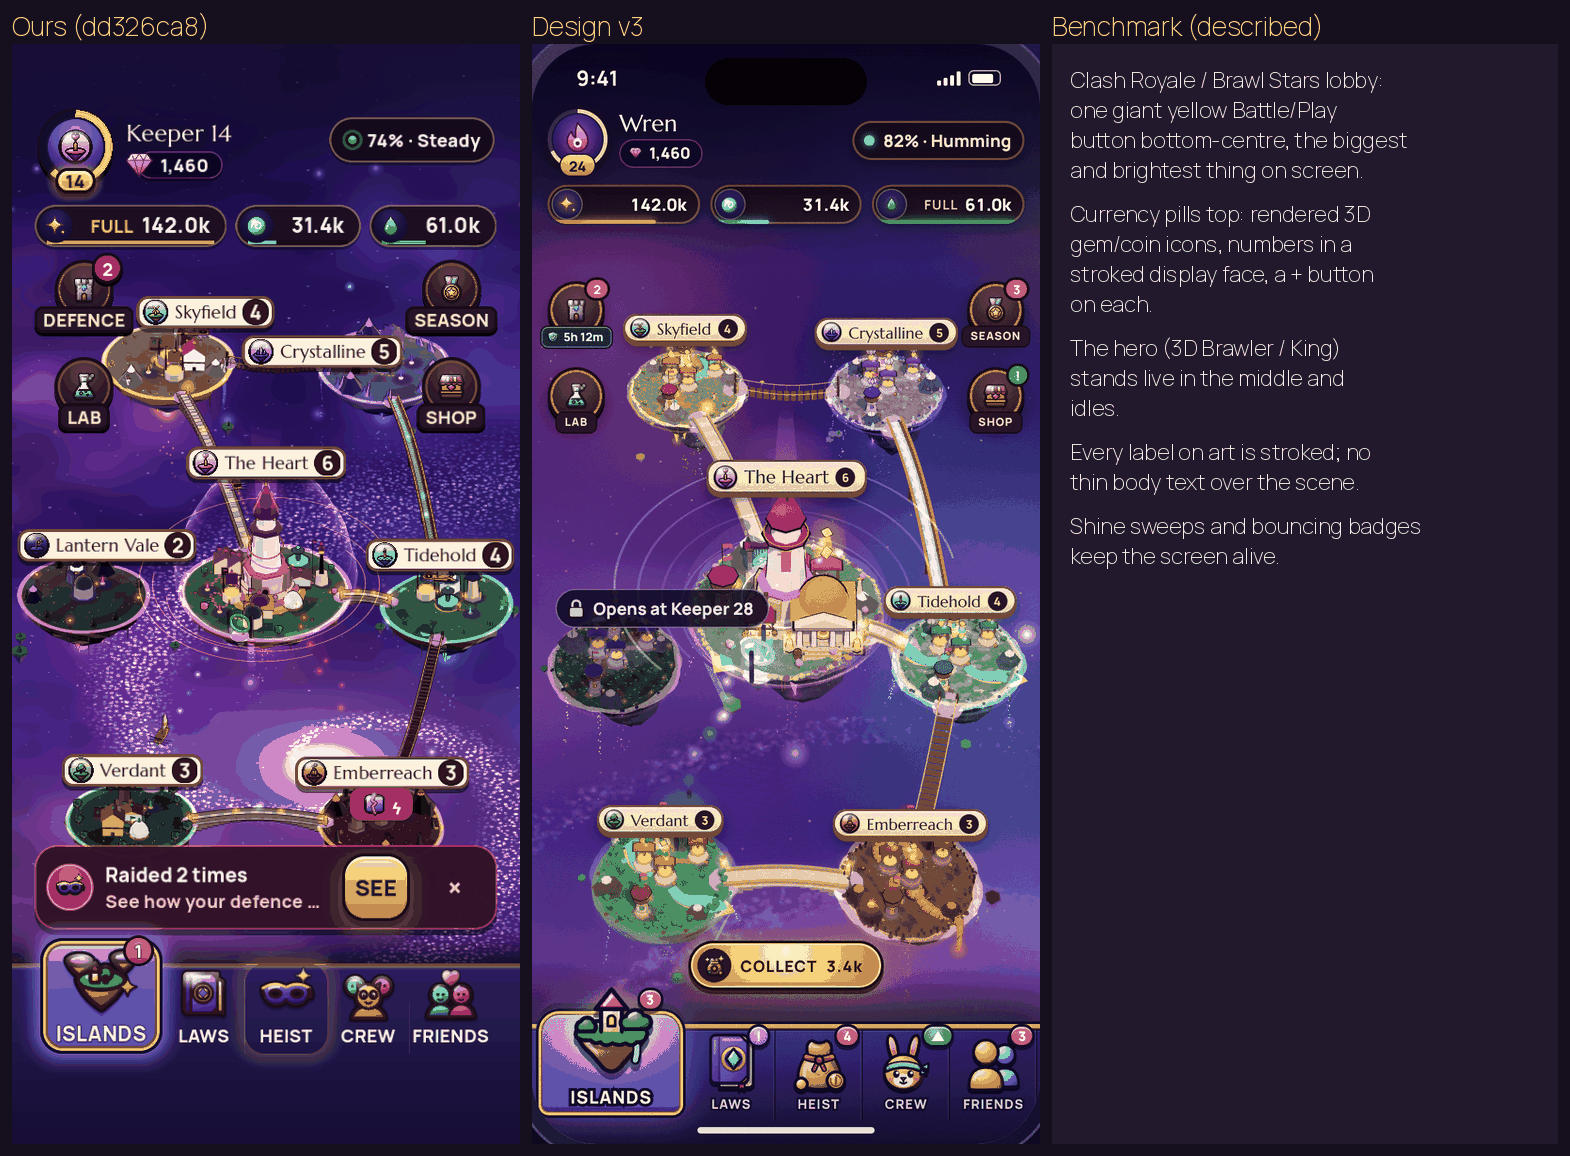 Ours (dd326ca8)
Keeper 14
1,460
14
74% · Steady
FULL 142.0k
31.4k
61.0k
2
DEFENCE
Skyfield 4
SEASON
Crystalline 5
LAB
SHOP
The Heart 6
Lantern Vale 2
Tidehold 4
Verdant 3
Emberreach 3
4
Raided 2 times
See how your defence ...
SEE
×
1
ISLANDS
LAWS
HEIST
CREW
FRIENDS
Design v3
9:41
Wren
1,460
24
82% · Humming
142.0k
31.4k
FULL 61.0k
2
5h 12m
Skyfield 4
Crystalline 5
3
SEASON
LAB
1
SHOP
The Heart 6
Opens at Keeper 28
Tidehold 4
Verdant 3
Emberreach 3
COLLECT 3.4k
3
ISLANDS
1
LAWS
4
HEIST
CREW
3
FRIENDS
Benchmark (described)
Clash Royale / Brawl Stars lobby:
one giant yellow Battle/Play
button bottom-centre, the biggest
and brightest thing on screen.
Currency pills top: rendered 3D
gem/coin icons, numbers in a
stroked display face, a + button
on each.
The hero (3D Brawler / King)
stands live in the middle and
idles.
Every label on art is stroked; no
thin body text over the scene.
Shine sweeps and bouncing badges
keep the screen alive.